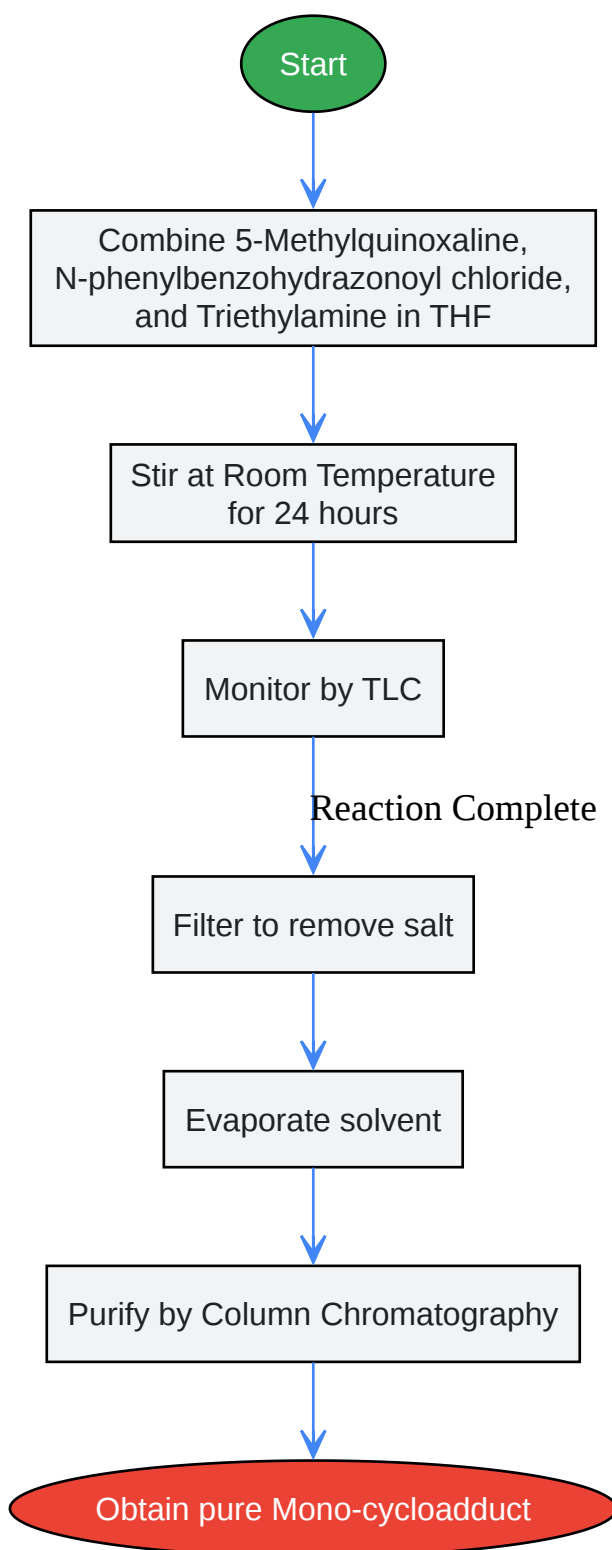 Start
Combine 5-Methylquinoxaline,
N-phenylbenzohydrazonoyl chloride,
and Triethylamine in THF
Stir at Room Temperature
for 24 hours
Monitor by TLC
Reaction Complete
Filter to remove salt
Evaporate solvent
Purify by Column Chromatography
Obtain pure Mono-cycloadduct